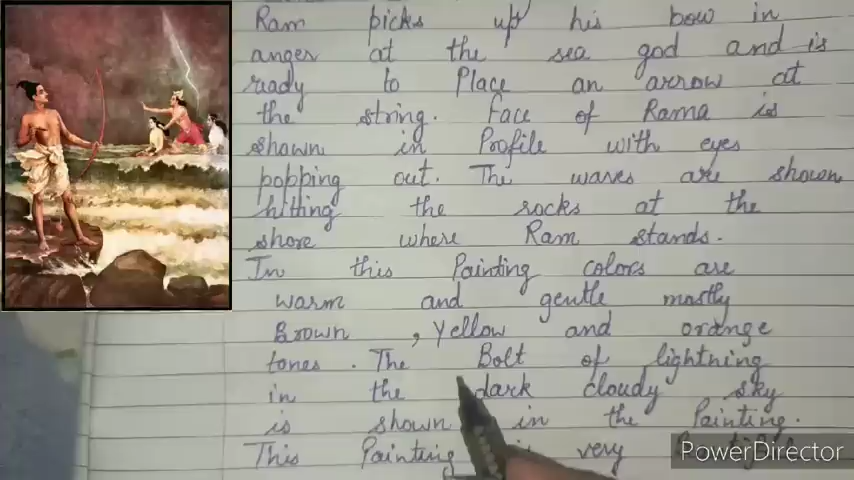 Ram picks up his bow in
anger at the sea god and is
ready to Place an arrow at
the string. Face of Rama is
shown in Profile with eyes
popping out. The waves are shown
hitting the rocks at the
shore where Ram stands.
In this Painting colors are
warm and gentle mostly
Brown , Yellow and orange
tones . The Bolt of lightning
in the dark cloudy sky
is shown in the Painting.
This Painting is very
PowerDirector